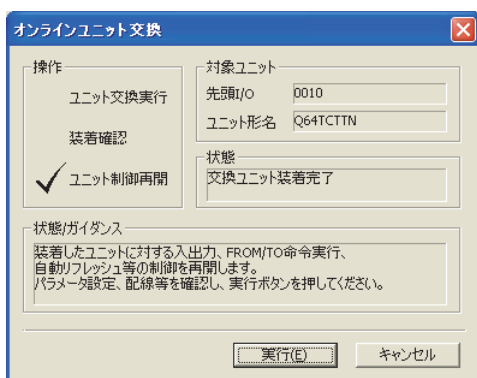 オンラインユニット交換
操作
ユニット交換実行
装着確認
ユニット制御再開
対象ユニット
先頭I/O 0010
ユニット形名 Q64TCTTN
状態
交換ユニット装着完了
状態/ガイダンス
装着したユニットに対する入出力、FROM/TO命令実行、
自動リフレッシュ等の制御を再開します。
パラメータ設定、配線等を確認し、実行ボタンを押してください。
実行(E) キャンセル